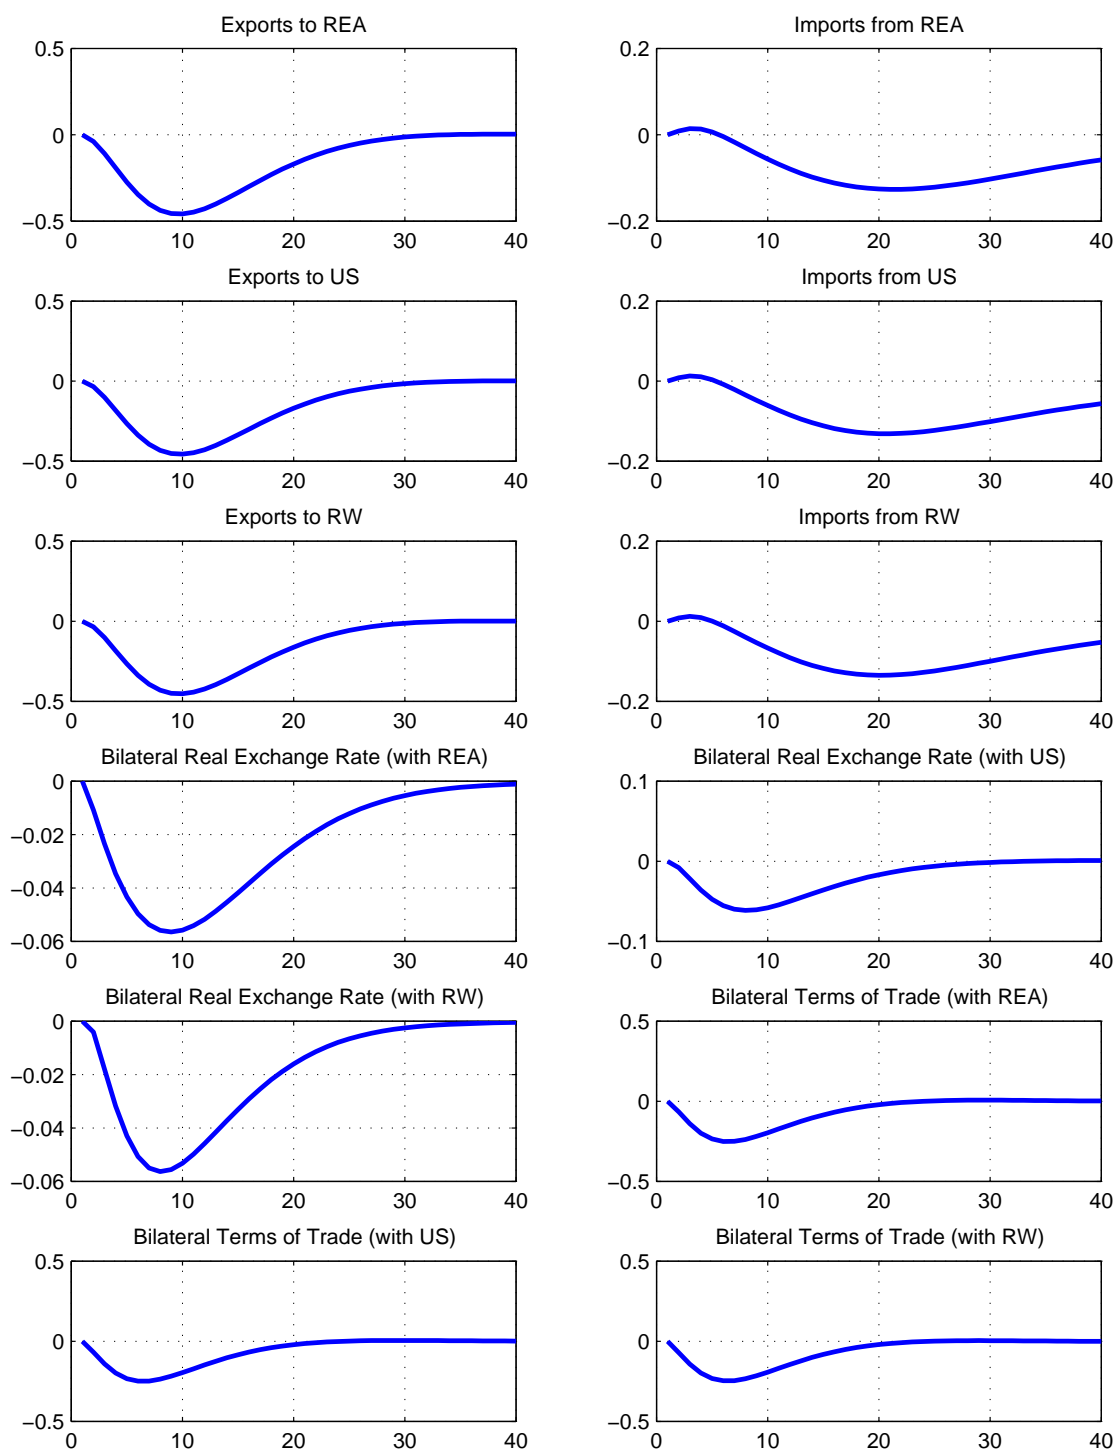 Exports to REA
0.5
0
−0.5
0 10 20 30 40
Imports from REA
0.2
0
−0.2
0 10 20 30 40
Exports to US
0.5
0
−0.5
0 10 20 30 40
Imports from US
0.2
0
−0.2
0 10 20 30 40
Exports to RW
0.5
0
−0.5
0 10 20 30 40
Imports from RW
0.2
0
−0.2
0 10 20 30 40
Bilateral Real Exchange Rate (with REA)
0
−0.02
−0.04
−0.06
0 10 20 30 40
Bilateral Real Exchange Rate (with US)
0.1
0
−0.1
0 10 20 30 40
Bilateral Real Exchange Rate (with RW)
0
−0.02
−0.04
−0.06
0 10 20 30 40
Bilateral Terms of Trade (with REA)
0.5
0
−0.5
0 10 20 30 40
Bilateral Terms of Trade (with US)
0.5
0
−0.5
0 10 20 30 40
Bilateral Terms of Trade (with RW)
0.5
0
−0.5
0 10 20 30 40